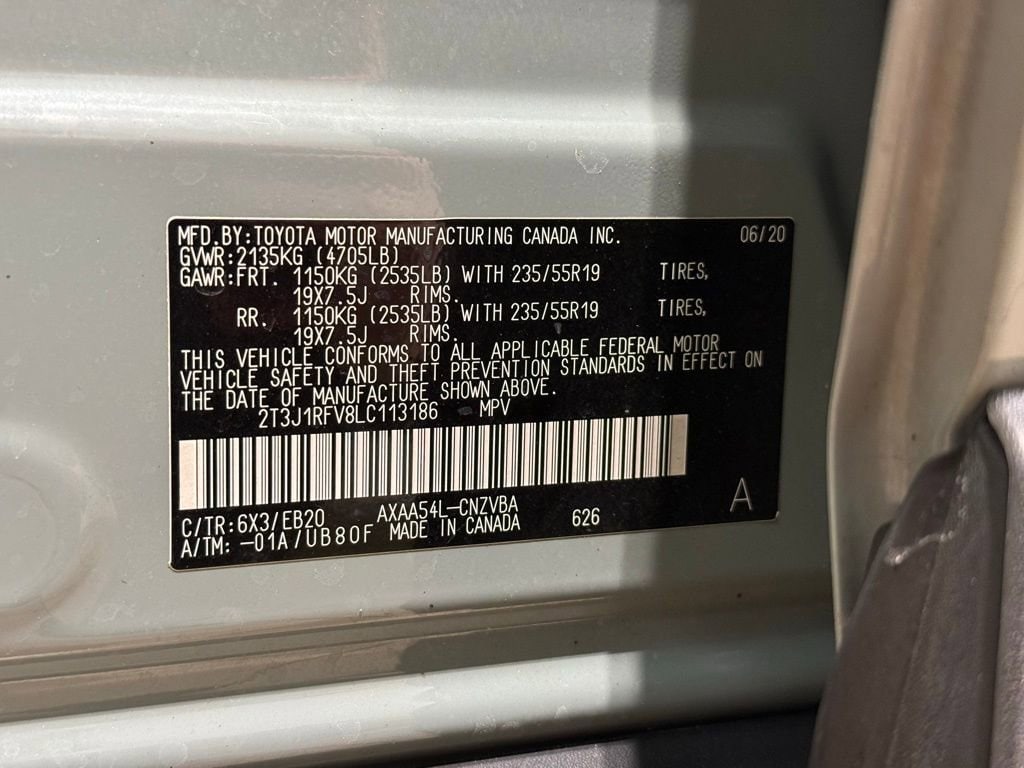 MFD.BY:TOYOTA MOTOR MANUFACTURING CANADA INC. 06/20
GVWR:2135KG (4705LB)
GAWR:FRT. 1150KG (2535LB) WITH 235/55R19 TIRES,
19X7.5J RIMS.
RR. 1150KG (2535LB) WITH 235/55R19 TIRES,
19X7.5J RIMS.
THIS VEHICLE CONFORMS TO ALL APPLICABLE FEDERAL MOTOR
VEHICLE SAFETY AND THEFT PREVENTION STANDARDS IN EFFECT ON
THE DATE OF MANUFACTURE SHOWN ABOVE.
2T3J1RFV8LC113186 MPV
C/TR:6X3/EB20 AXAA54L-CNZVBA
A/TM: -01A/UB80F MADE IN CANADA 626 A